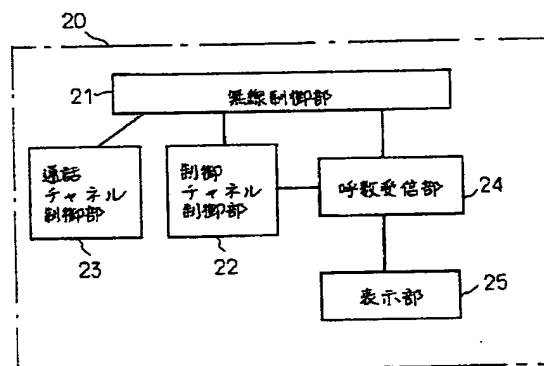 20
21
無線制御部
通話
チャネル
制御部
制御
チャネル
制御部
呼数受信部
24
23
22
表示部
25